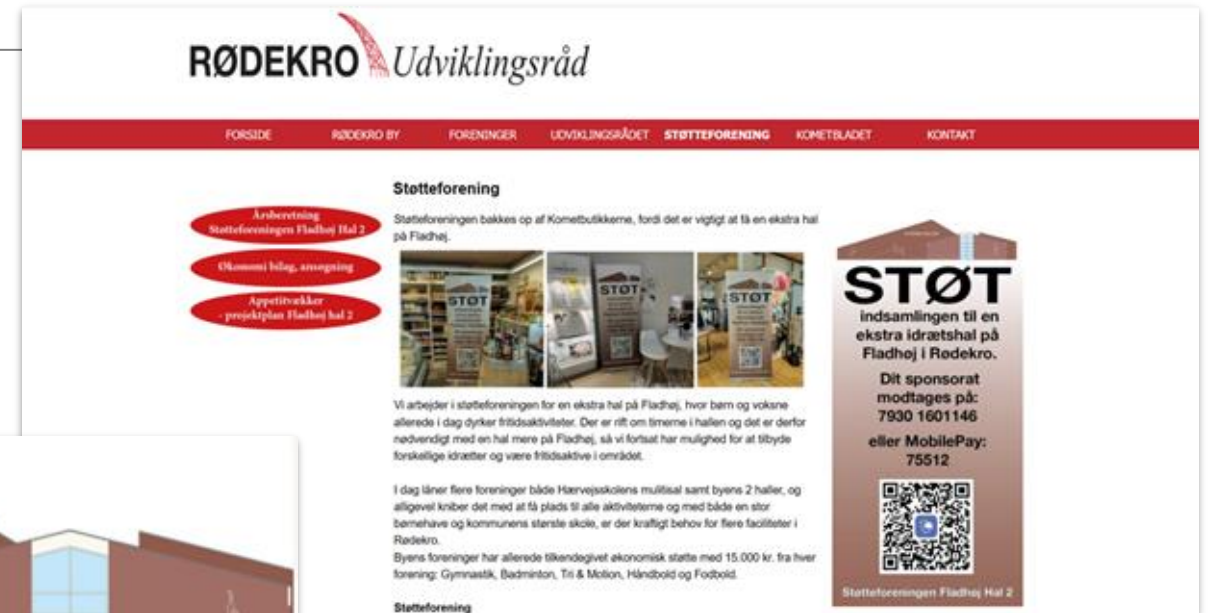 RØDEKRO Udviklingsråd
FORSIDE RØDEKRO BY FORENINGER UDVIKLINGSRÅDET STØTTEFORENING KOMETBLADET KONTAKT
Årsberetning
Støtteforeningen Fladhøj Hal 2
Økonomi bilag, ansøgning
Appetitvækker
- projektplan Fladhøj hal 2
Støtteforening
Støtteforeningen bakkes op af Kometbutikkerne, fordi det er vigtigt at få en ekstra hal
på Fladhøj.
STØT
STØT
STØT
Vi arbejder i støtteforeningen for en ekstra hal på Fladhøj, hvor børn og voksne
allerede i dag dyrker fritidsaktiviteter. Der er rift om timerne i hallen og det er derfor
nødvendigt med en hal mere på Fladhøj, så vi fortsat har mulighed for at tilbyde
forskellige idrætter og være fritidsaktive i området.
I dag låner flere foreninger både Hærvejsskolens mulitisal samt byens 2 haller, og
alligevel kniber det med at få plads til alle aktiviteterne og med både en stor
børnehave og kommunens største skole, er der kraftigt behov for flere faciliteter i
Rødekro.
Byens foreninger har allerede tilkendegivet økonomisk støtte med 15.000 kr. fra hver
forening: Gymnastik, Badminton, Tri & Motion, Håndbold og Fodbold.
Støtteforening
STØT
indsamlingen til en
ekstra idrætshal på
Fladhøj i Rødekro.
Dit sponsorat
modtages på:
7930 1601146
eller MobilePay:
75512
Støtteforeningen Fladhøj Hal 2